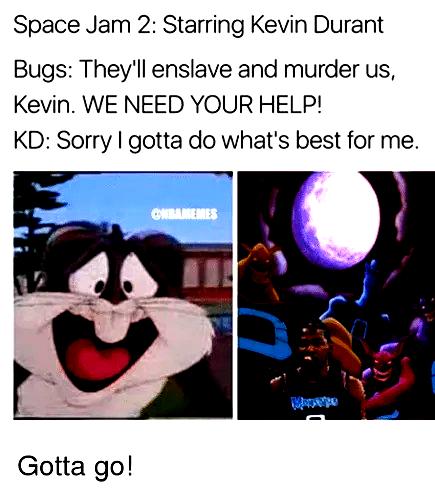 Space Jam 2: Starring Kevin Durant
Bugs: They'll enslave and murder us,
Kevin. WE NEED YOUR HELP!
KD: Sorry I gotta do what's best for me.
@NBAMEMES
Gotta go!